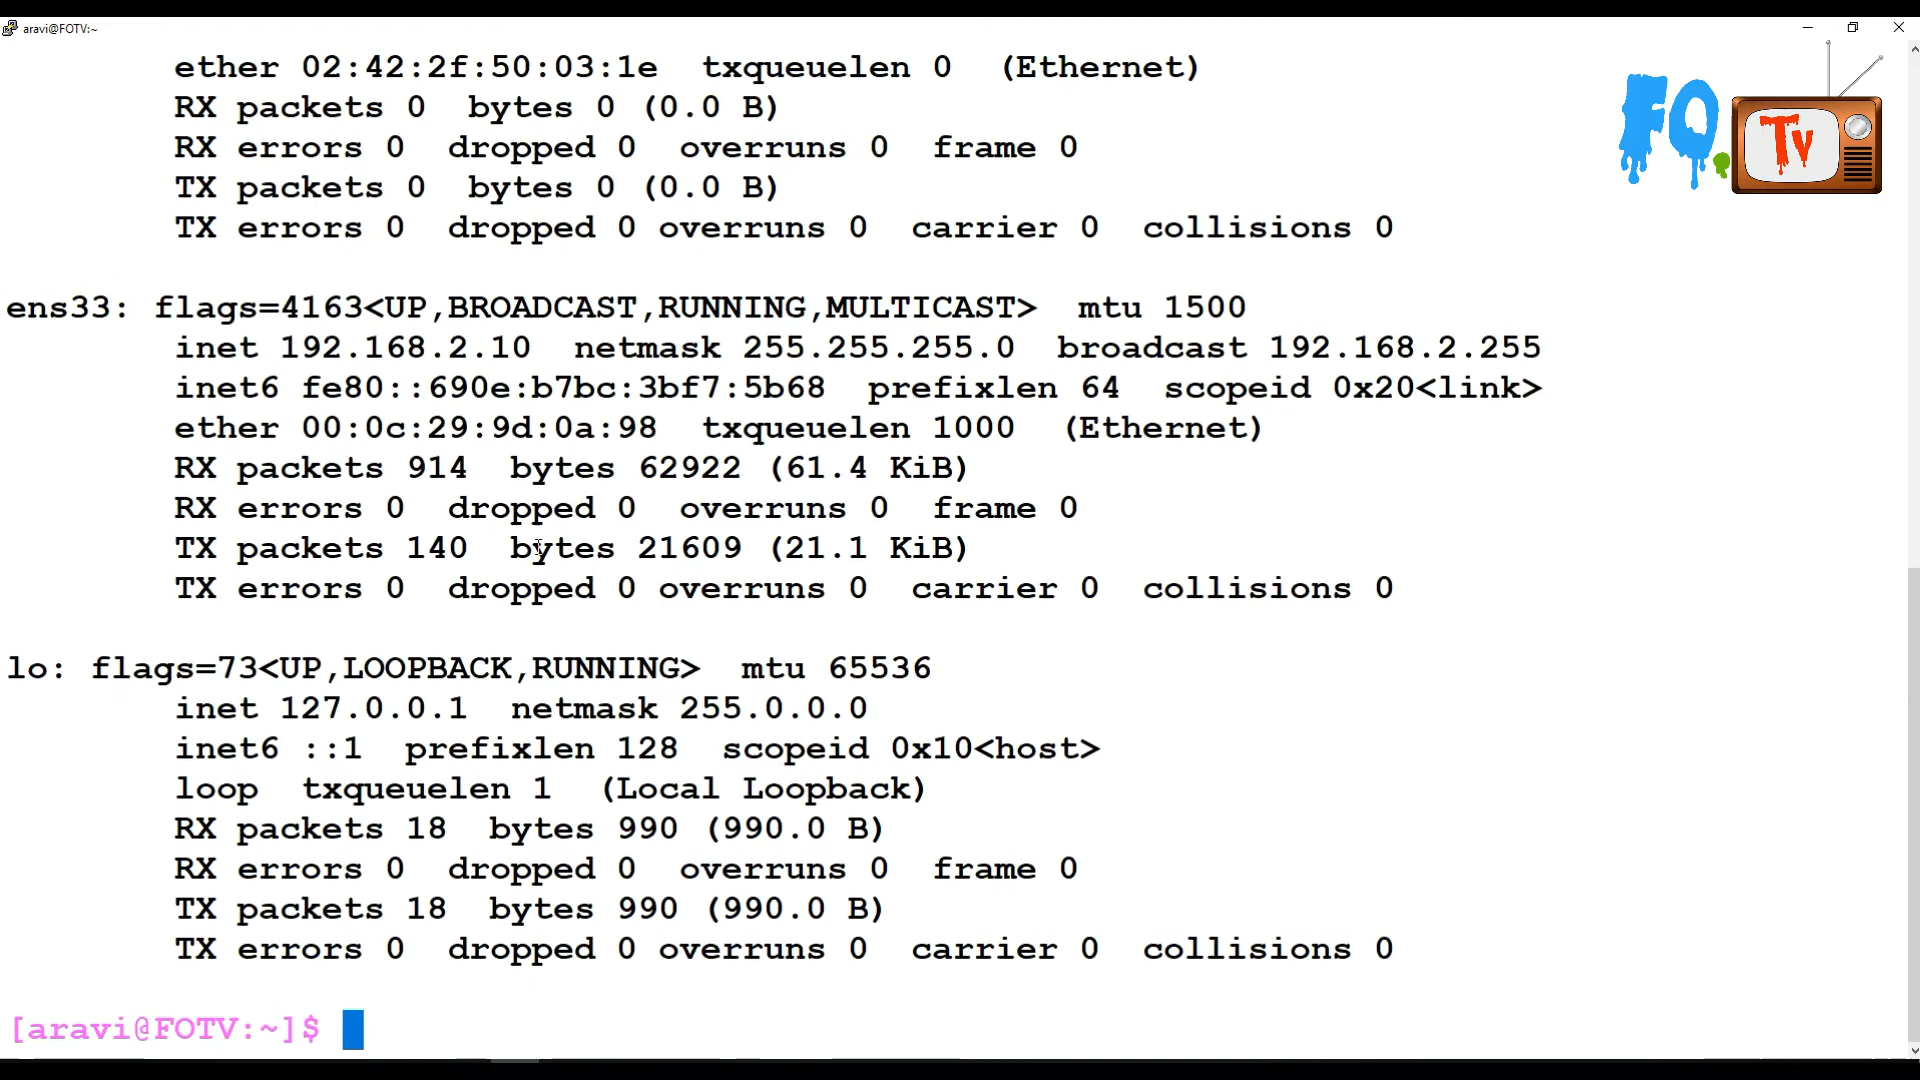 aravi@FOTV:~
ether 02:42:2f:50:03:1e  txqueuelen 0  (Ethernet)
RX packets 0  bytes 0 (0.0 B)
RX errors 0  dropped 0  overruns 0  frame 0
TX packets 0  bytes 0 (0.0 B)
TX errors 0  dropped 0 overruns 0  carrier 0  collisions 0
FO.
Tv
ens33: flags=4163<UP,BROADCAST,RUNNING,MULTICAST>  mtu 1500
inet 192.168.2.10  netmask 255.255.255.0  broadcast 192.168.2.255
inet6 fe80::690e:b7bc:3bf7:5b68  prefixlen 64  scopeid 0x20<link>
ether 00:0c:29:9d:0a:98  txqueuelen 1000  (Ethernet)
RX packets 914  bytes 62922 (61.4 KiB)
RX errors 0  dropped 0  overruns 0  frame 0
TX packets 140  bytes 21609 (21.1 KiB)
TX errors 0  dropped 0 overruns 0  carrier 0  collisions 0
lo: flags=73<UP,LOOPBACK,RUNNING>  mtu 65536
inet 127.0.0.1  netmask 255.0.0.0
inet6 ::1  prefixlen 128  scopeid 0x10<host>
loop  txqueuelen 1  (Local Loopback)
RX packets 18  bytes 990 (990.0 B)
RX errors 0  dropped 0  overruns 0  frame 0
TX packets 18  bytes 990 (990.0 B)
TX errors 0  dropped 0 overruns 0  carrier 0  collisions 0
[aravi@FOTV:~]$